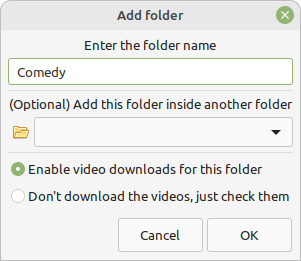 Add folder
Enter the folder name
Comedy
(Optional) Add this folder inside another folder
Enable video downloads for this folder
Don't download the videos, just check them
Cancel
OK